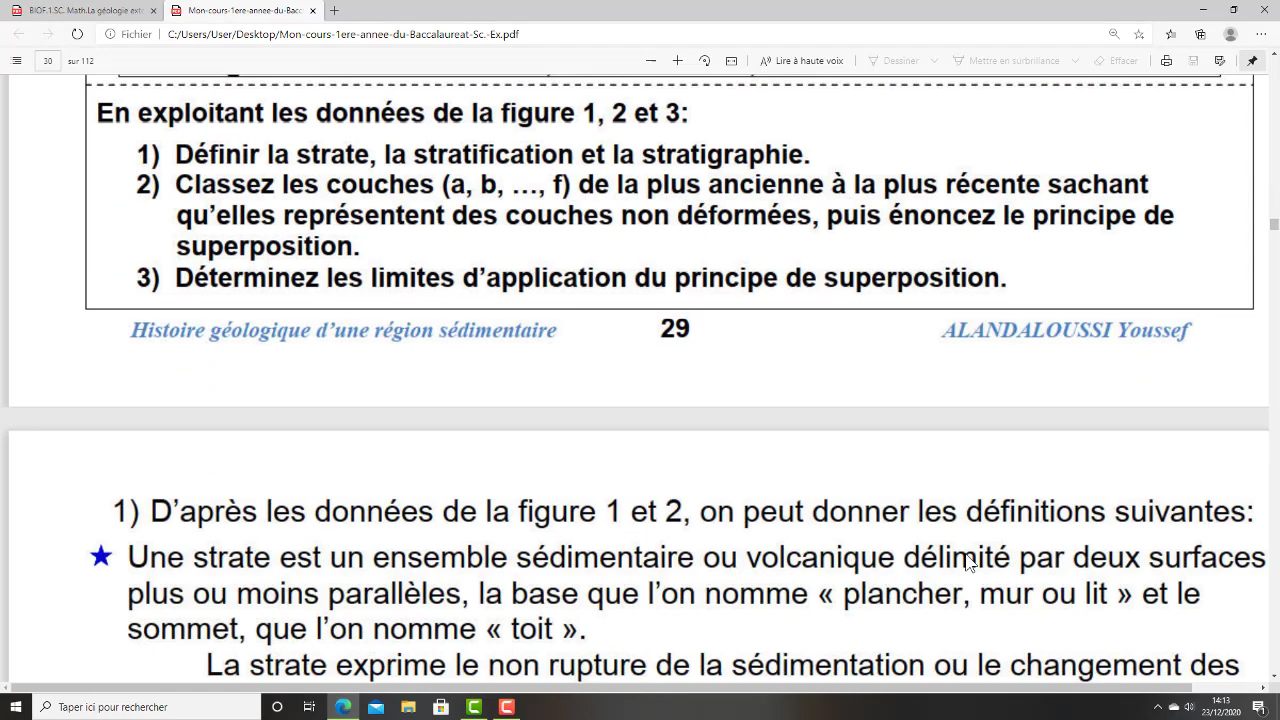 BIOF.1.SC. Math.La géologie exte
Mon-cours-1ere-annee-du-Bacc
Fichier
C:/Users/User/Desktop/Mon-cours-1ere-annee-du-Baccalaureat-Sc.-Ex.pdf
30 sur 112
Lire à haute voix
Dessiner
Mettre en surbrillance
Effacer
En exploitant les données de la figure 1, 2 et 3:
1) Définir la strate, la stratification et la stratigraphie.
2) Classez les couches (a, b, …, f) de la plus ancienne à la plus récente sachant
qu’elles représentent des couches non déformées, puis énoncez le principe de
superposition.
3) Déterminez les limites d’application du principe de superposition.
Histoire géologique d’une région sédimentaire 29 ALANDALOUSSI Youssef
1) D’après les données de la figure 1 et 2, on peut donner les définitions suivantes:
Une strate est un ensemble sédimentaire ou volcanique délimité par deux surfaces
plus ou moins parallèles, la base que l’on nomme « plancher, mur ou lit » et le
sommet, que l’on nomme « toit ».
La strate exprime le non rupture de la sédimentation ou le changement des
Taper ici pour rechercher
14:13
23/12/2020